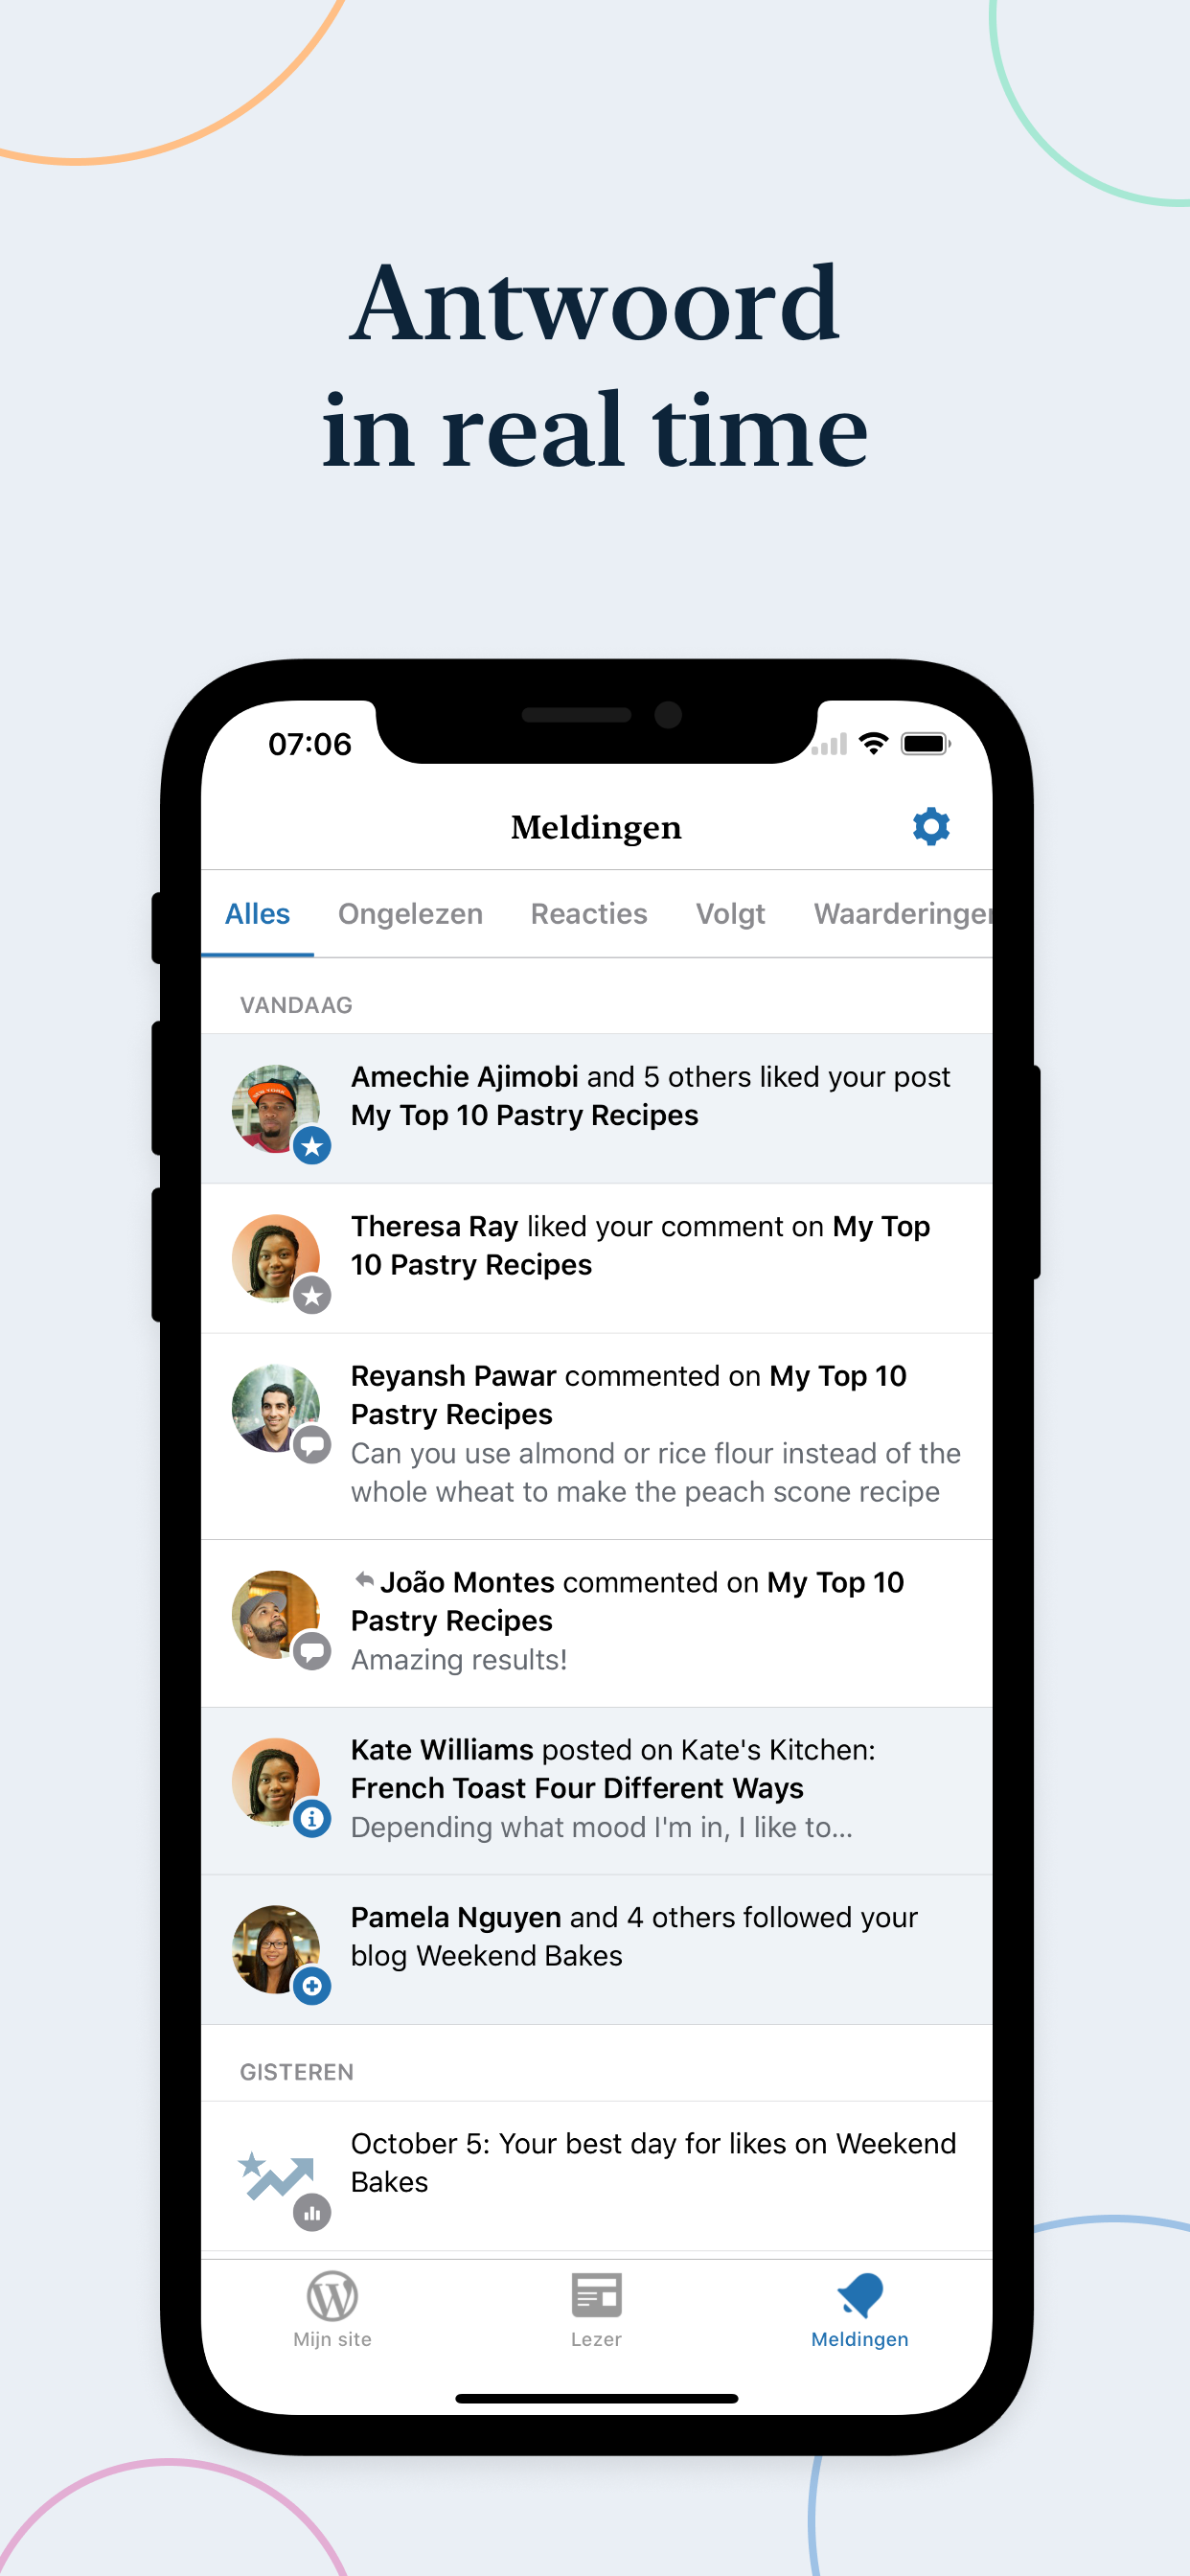 Antwoord
in real time
07:06
Meldingen
Alles Ongelezen Reacties Volgt Waarderingen
VANDAAG
Amechie Ajimobi and 5 others liked your post
My Top 10 Pastry Recipes
Theresa Ray liked your comment on My Top
10 Pastry Recipes
Reyansh Pawar commented on My Top 10
Pastry Recipes
Can you use almond or rice flour instead of the
whole wheat to make the peach scone recipe
João Montes commented on My Top 10
Pastry Recipes
Amazing results!
Kate Williams posted on Kate's Kitchen:
French Toast Four Different Ways
Depending what mood I'm in, I like to...
Pamela Nguyen and 4 others followed your
blog Weekend Bakes
GISTEREN
October 5: Your best day for likes on Weekend
Bakes
Mijn site Lezer Meldingen